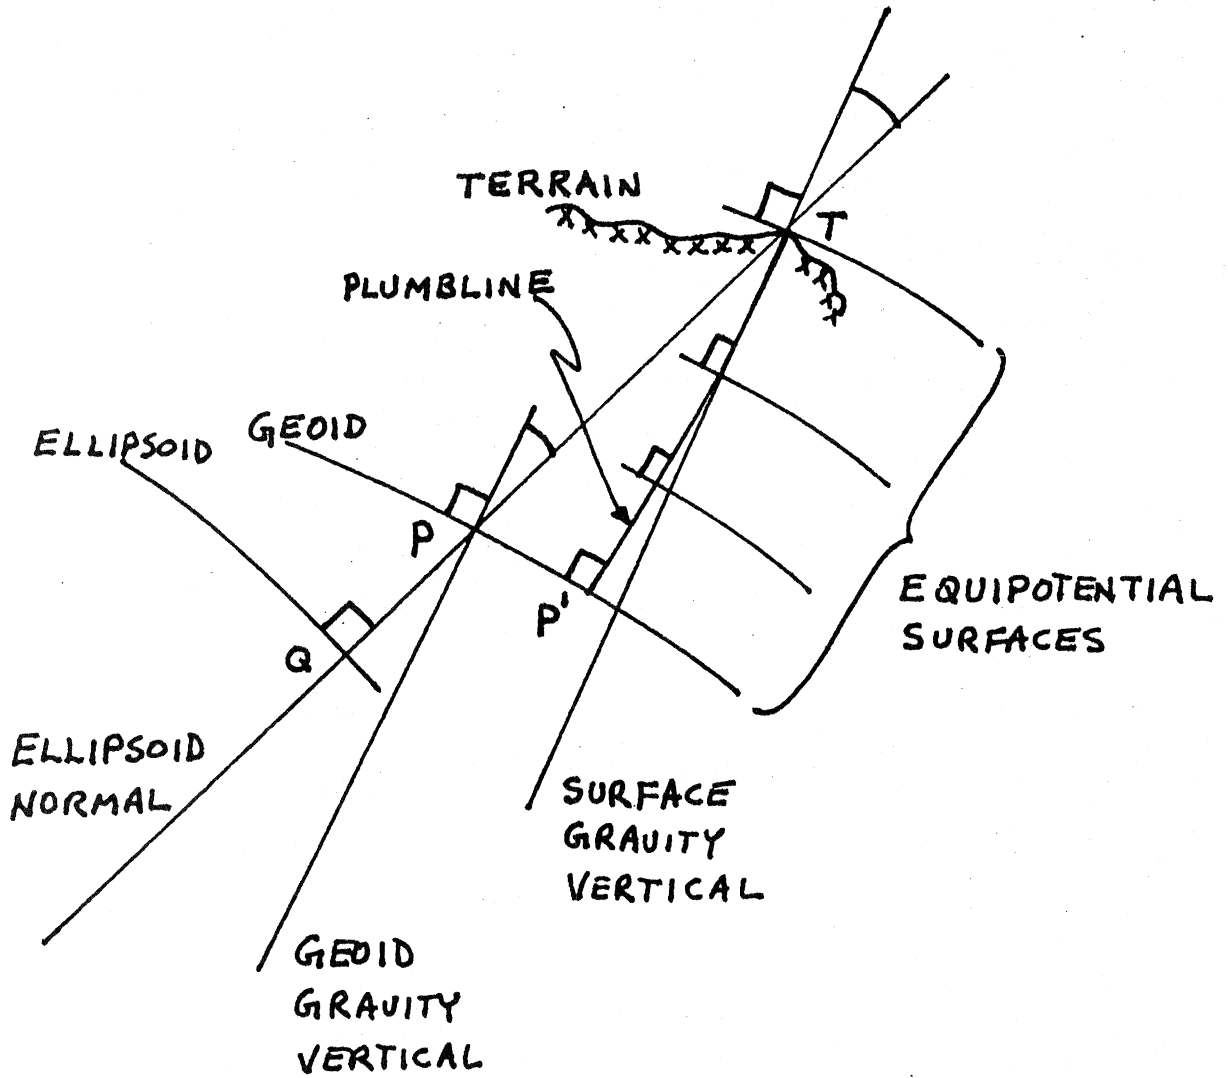 TERRAIN
T
PLUMBLINE
GEOID
ELLIPSOID
P
P'
EQUIPOTENTIAL
SURFACES
Q
ELLIPSOID
NORMAL
SURFACE
GRAVITY
VERTICAL
GEOID
GRAVITY
VERTICAL